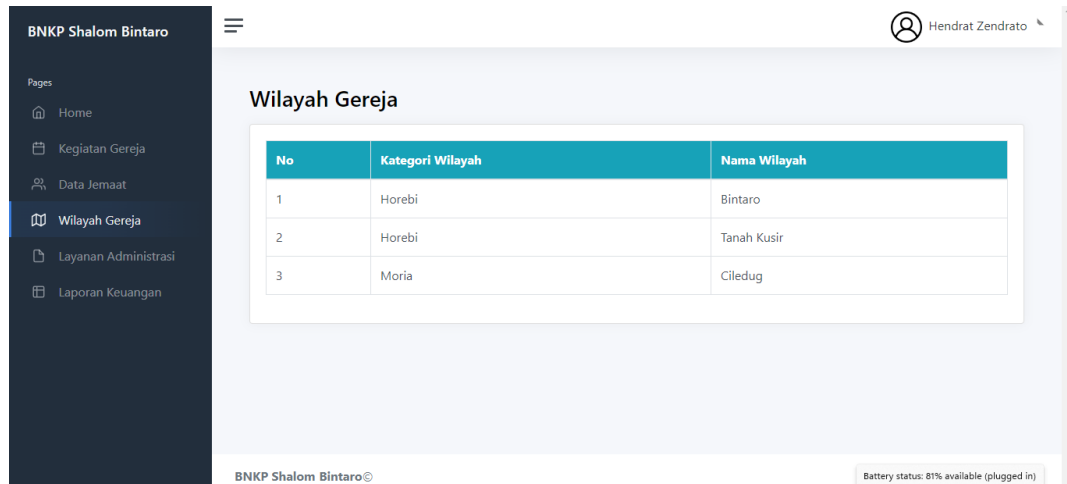 BNKP Shalom Bintaro
Hendrat Zendrato
Pages
Home
Kegiatan Gereja
Data Jemaat
Wilayah Gereja
Layanan Administrasi
Laporan Keuangan
Wilayah Gereja
No Kategori Wilayah Nama Wilayah
1 Horebi Bintaro
2 Horebi Tanah Kusir
3 Moria Ciledug
BNKP Shalom Bintaro©
Battery status: 81% available (plugged in)